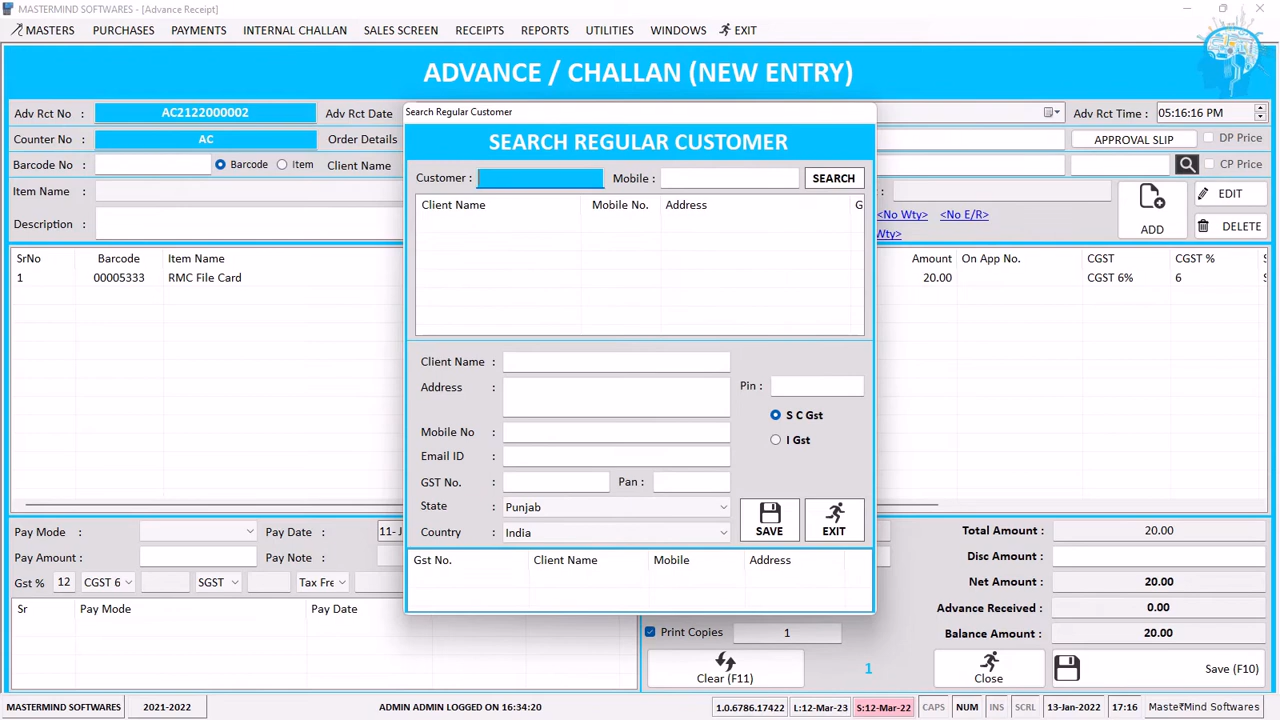 MASTERMIND SOFTWARES - [Advance Receipt]
MASTERS PURCHASES PAYMENTS INTERNAL CHALLAN SALES SCREEN RECEIPTS REPORTS UTILITIES WINDOWS EXIT
ADVANCE / CHALLAN (NEW ENTRY)
Adv Rct No : AC2122000002 Adv Rct Date Adv Rct Time : 05:16:16 PM
Counter No : AC Order Details APPROVAL SLIP DP Price
Barcode No : Barcode Item Client Name CP Price
Item Name : :
Description : <No Wty> <No E/R> ADD EDIT
Wty> DELETE
SrNo Barcode Item Name Amount On App No. CGST CGST % S
1 00005333 RMC File Card 20.00 CGST 6% 6 S
Search Regular Customer
SEARCH REGULAR CUSTOMER
Customer : Mobile : SEARCH
Client Name Mobile No. Address G
Client Name :
Address : Pin :
S C Gst
Mobile No : I Gst
Email ID :
GST No. : Pan :
State : Punjab SAVE EXIT
Country : India
Gst No. Client Name Mobile Address
Pay Mode : Pay Date : 11- J Total Amount : 20.00
Pay Amount : Pay Note : Disc Amount :
Gst % 12 CGST 6 SGST Tax Fre Net Amount : 20.00
Sr Pay Mode Pay Date Advance Received : 0.00
Print Copies 1 Balance Amount : 20.00
Clear (F11) 1 Close Save (F10)
MASTERMIND SOFTWARES 2021-2022 ADMIN ADMIN LOGGED ON 16:34:20 1.0.6786.17422 L:12-Mar-23 S:12-Mar-22 CAPS NUM INS SCRL 13-Jan-2022 17:16 Maste₹Mind Softwares